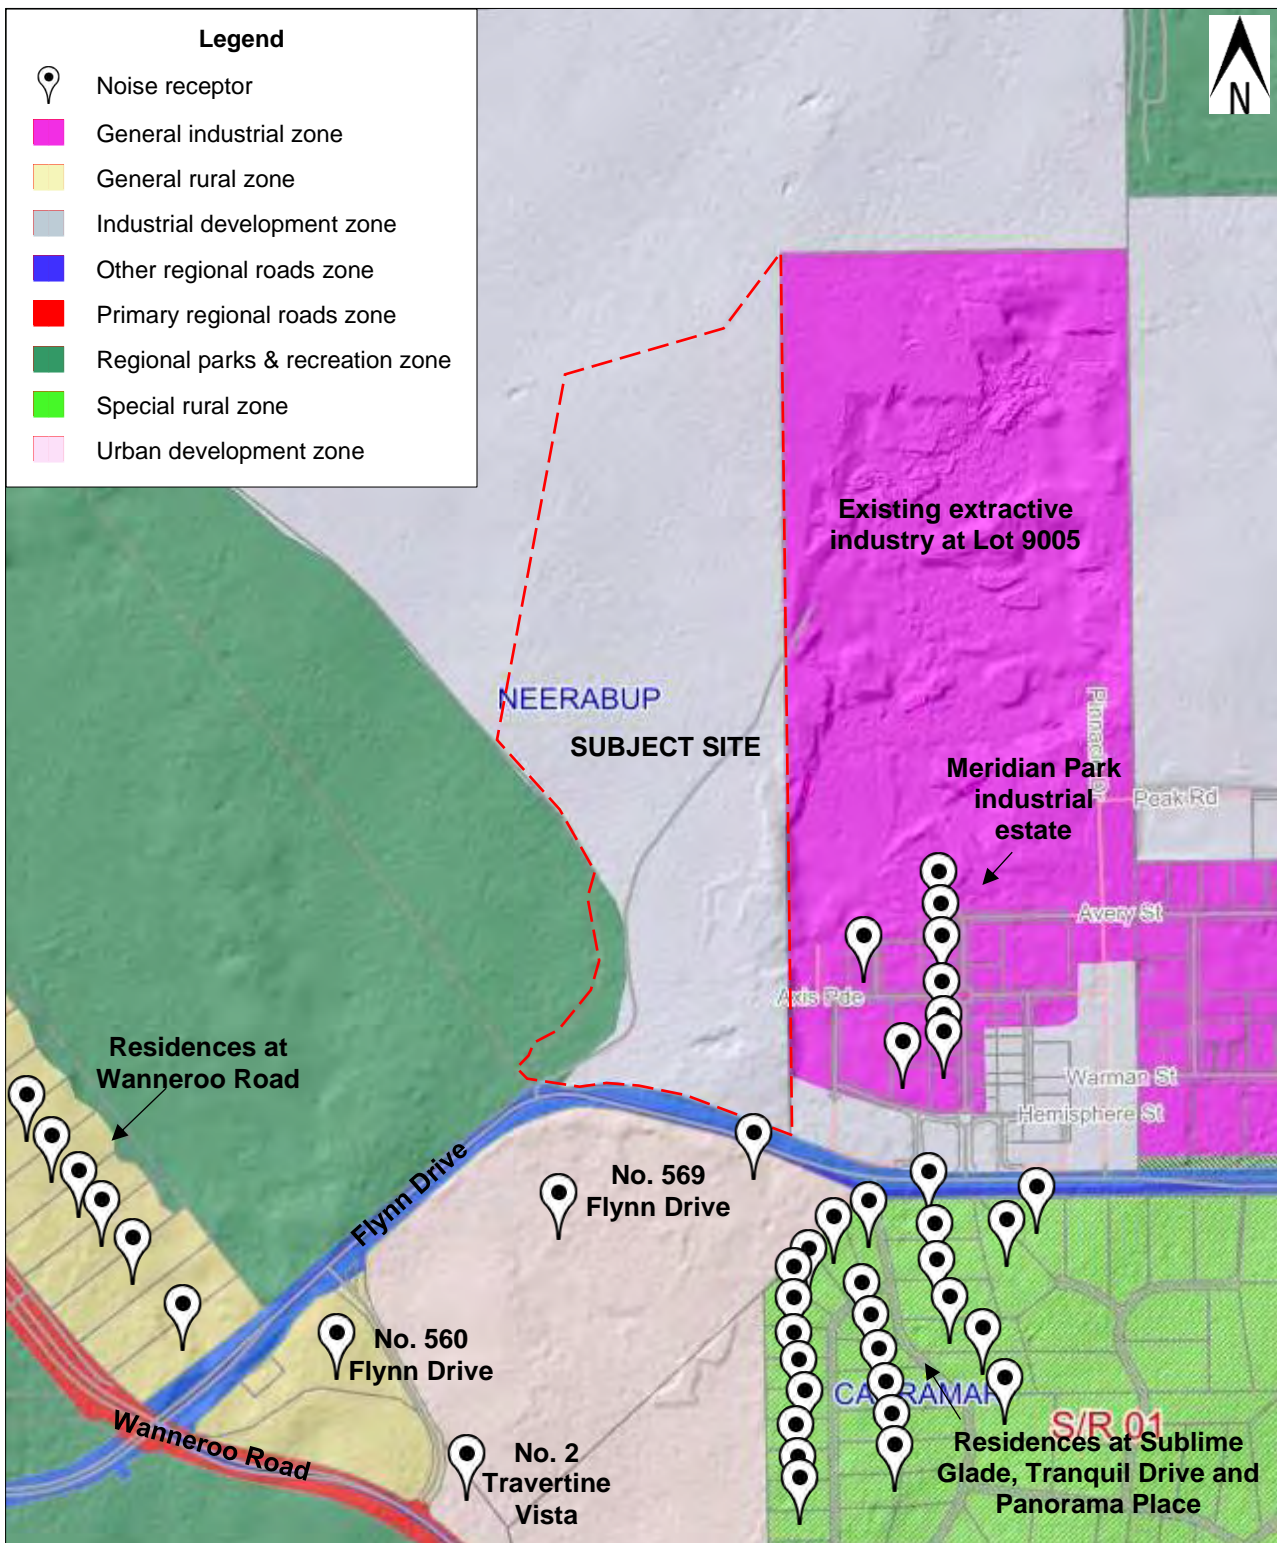 Legend
Noise receptor
General industrial zone
General rural zone
Industrial development zone
Other regional roads zone
Primary regional roads zone
Regional parks & recreation zone
Special rural zone
Urban development zone
N
Existing extractive
industry at Lot 9005
NEERABUP
SUBJECT SITE
Meridian Park
industrial
estate
Peak Rd
Avery St
Axis Pde
Residences at
Wanneroo Road
Warman St
Hemisphere St
Flynn Drive
No. 569
Flynn Drive
No. 560
Flynn Drive
S/R 01
Wanneroo Road
No. 2
Travertine
Vista
Residences at Sublime
Glade, Tranquil Drive and
Panorama Place